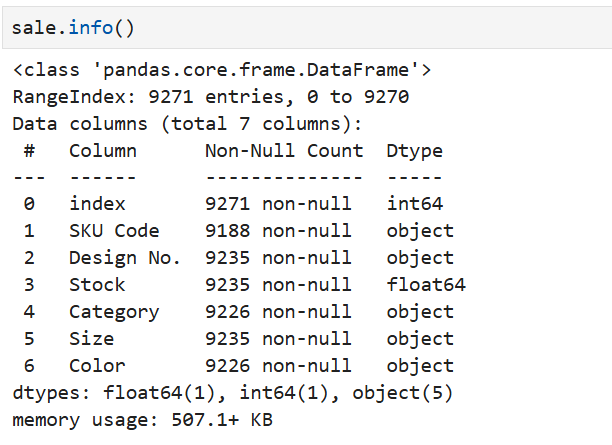 sale.info()
<class 'pandas.core.frame.DataFrame'>
RangeIndex: 9271 entries, 0 to 9270
Data columns (total 7 columns):
 #   Column      Non-Null Count  Dtype
---  ------      --------------  -----
 0   index       9271 non-null   int64
 1   SKU Code    9188 non-null   object
 2   Design No.  9235 non-null   object
 3   Stock       9235 non-null   float64
 4   Category    9226 non-null   object
 5   Size        9235 non-null   object
 6   Color       9226 non-null   object
dtypes: float64(1), int64(1), object(5)
memory usage: 507.1+ KB